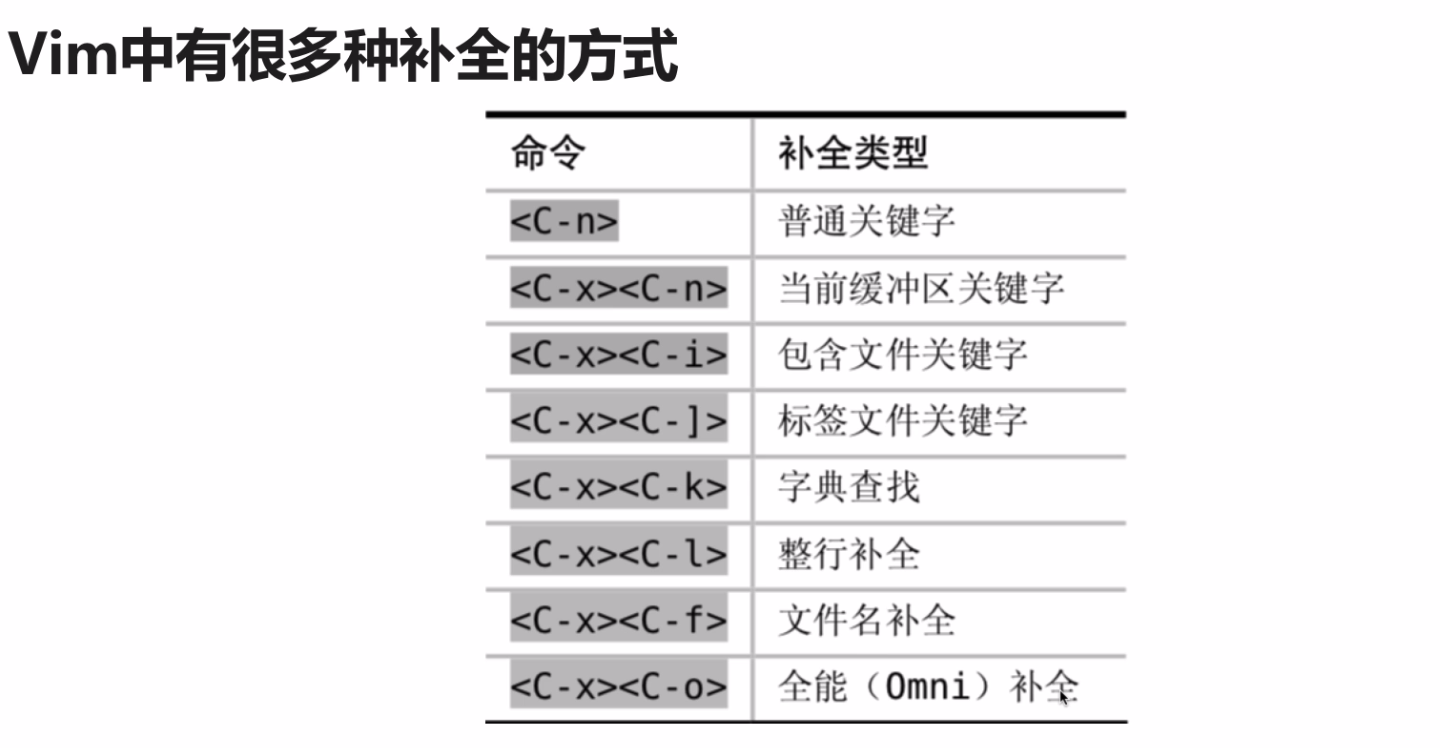 Vim中有很多种补全的方式
命令 补全类型
<C-n> 普通关键字
<C-x><C-n> 当前缓冲区关键字
<C-x><C-i> 包含文件关键字
<C-x><C-]> 标签文件关键字
<C-x><C-k> 字典查找
<C-x><C-l> 整行补全
<C-x><C-f> 文件名补全
<C-x><C-o> 全能（Omni）补全